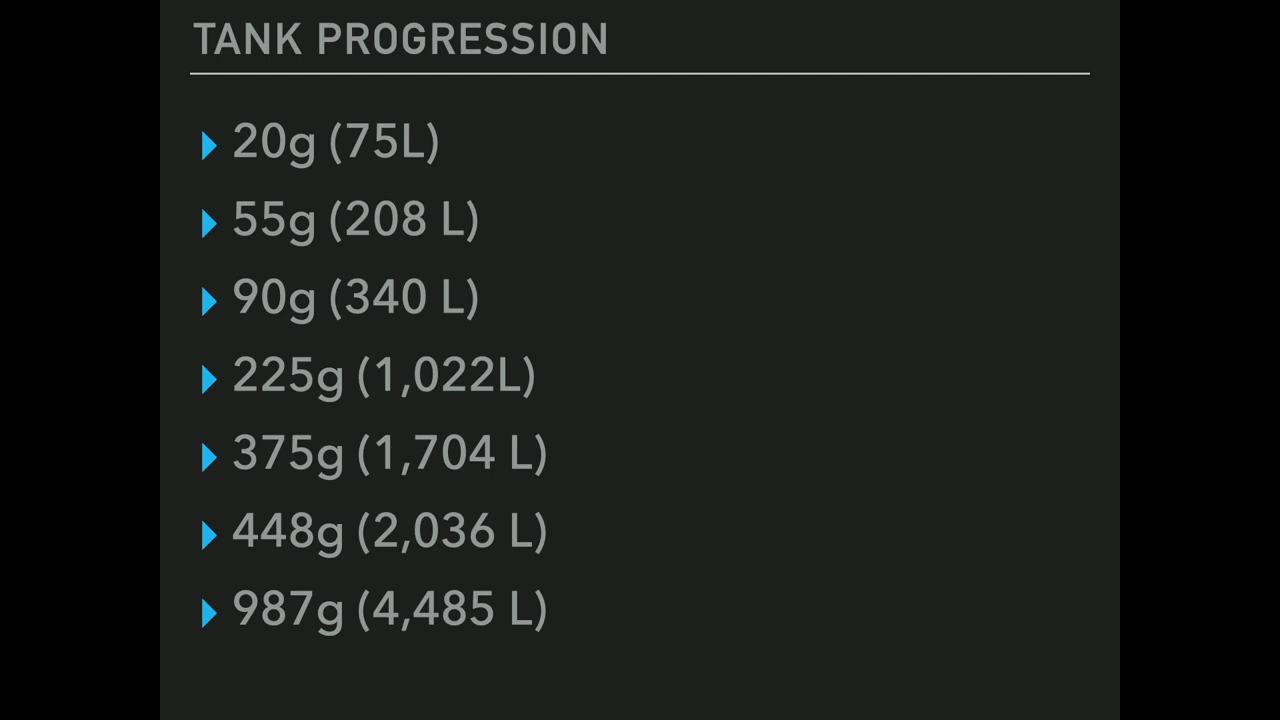 TANK PROGRESSION
20g (75L)
55g (208 L)
90g (340 L)
225g (1,022L)
375g (1,704 L)
448g (2,036 L)
987g (4,485 L)